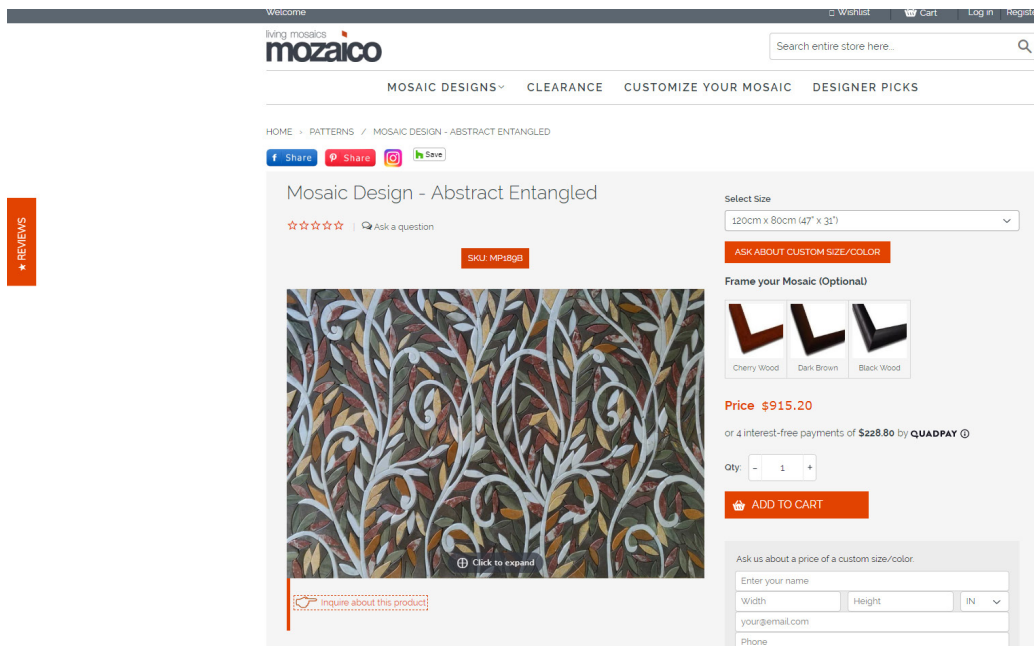 Welcome
Wishlist
Cart
Log in
Registe
living mosaics
mozaico
Search entire store here...
MOSAIC DESIGNS
CLEARANCE
CUSTOMIZE YOUR MOSAIC
DESIGNER PICKS
HOME › PATTERNS / MOSAIC DESIGN - ABSTRACT ENTANGLED
f Share
Share
Save
Mosaic Design - Abstract Entangled
Ask a question
SKU: MP189B
★ REVIEWS
Click to expand
Inquire about this product
Select Size
120cm x 80cm (47" x 31")
ASK ABOUT CUSTOM SIZE/COLOR
Frame your Mosaic (Optional)
Cherry Wood
Dark Brown
Black Wood
Price $915.20
or 4 interest-free payments of $228.80 by QUADPAY
Qty: - 1 +
ADD TO CART
Ask us about a price of a custom size/color.
Enter your name
Width
Height
IN
your@email.com
Phone